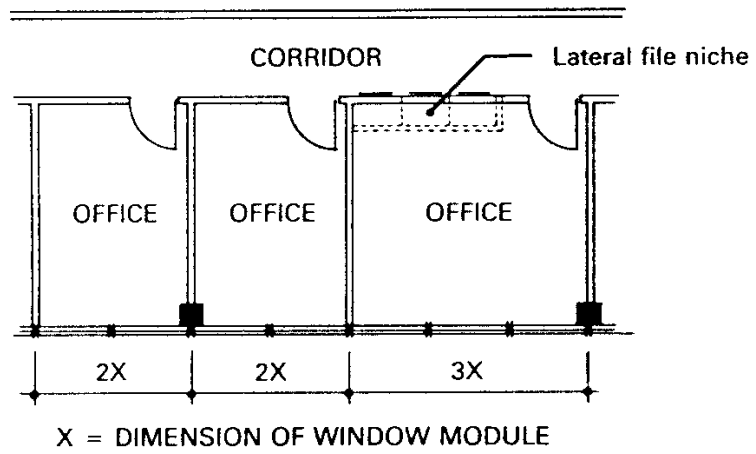 CORRIDOR
Lateral file niche
OFFICE
OFFICE
OFFICE
2X
2X
3X
X = DIMENSION OF WINDOW MODULE